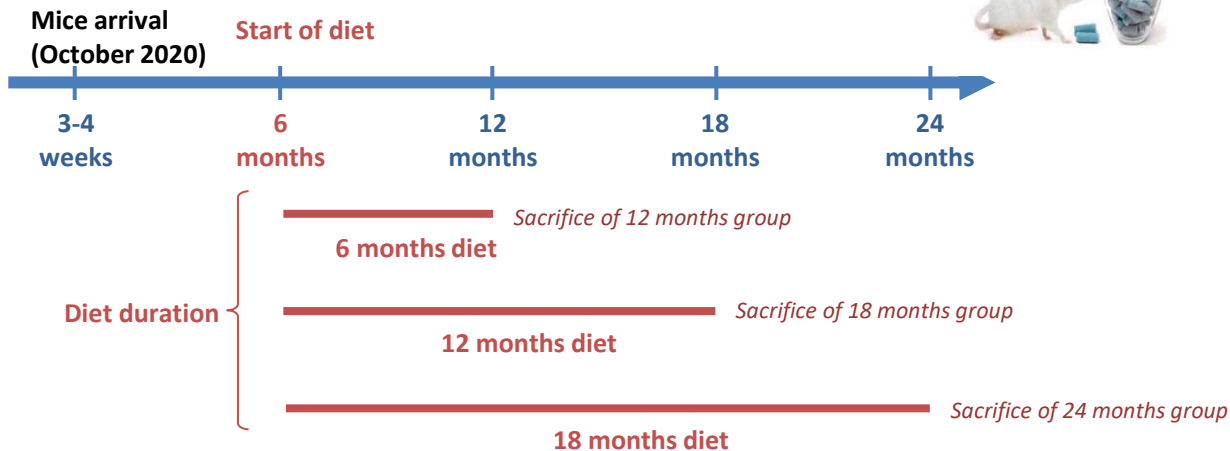 Mice arrival
(October 2020)
Start of diet
3-4
weeks
6
months
12
months
18
months
24
months
Sacrifice of 12 months group
6 months diet
Diet duration
Sacrifice of 18 months group
12 months diet
Sacrifice of 24 months group
18 months diet